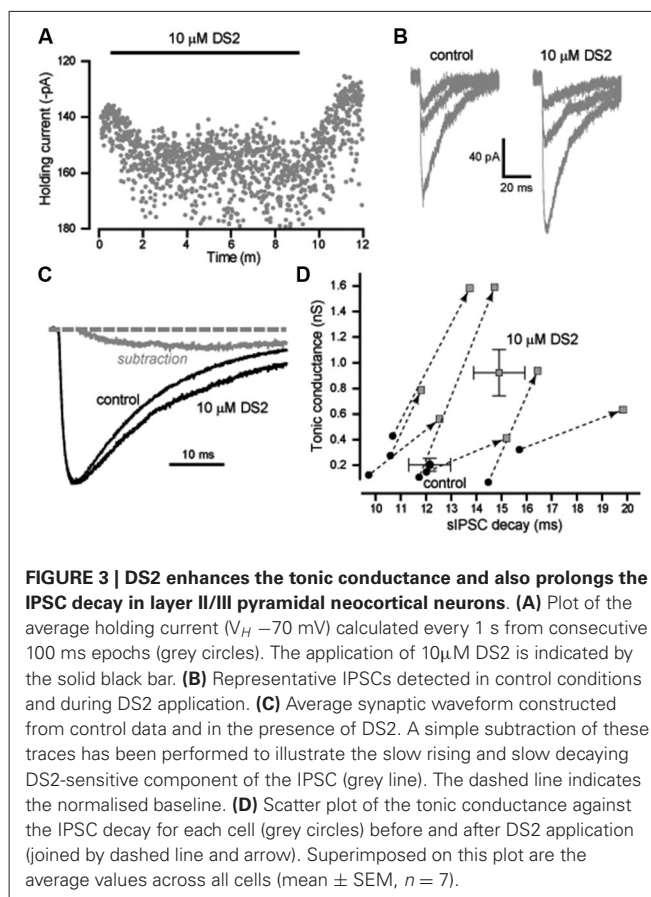 A
10 μM DS2
120
140
160
180
Holding current (-pA)
0 2 4 6 8 10 12
Time (m)
B
control
10 μM DS2
40 pA
20 ms
C
subtraction
control
10 μM DS2
10 ms
D
1.6
1.4
1.2
1.0
0.8
0.6
0.4
0.2
Tonic conductance (nS)
10 μM DS2
control
10 11 12 13 14 15 16 17 18 19 20
sIPSC decay (ms)
FIGURE 3 | DS2 enhances the tonic conductance and also prolongs the
IPSC decay in layer II/III pyramidal neocortical neurons. (A) Plot of the
average holding current (VH −70 mV) calculated every 1 s from consecutive
100 ms epochs (grey circles). The application of 10μM DS2 is indicated by
the solid black bar. (B) Representative IPSCs detected in control conditions
and during DS2 application. (C) Average synaptic waveform constructed
from control data and in the presence of DS2. A simple subtraction of these
traces has been performed to illustrate the slow rising and slow decaying
DS2-sensitive component of the IPSC (grey line). The dashed line indicates
the normalised baseline. (D) Scatter plot of the tonic conductance against
the IPSC decay for each cell (grey circles) before and after DS2 application
(joined by dashed line and arrow). Superimposed on this plot are the
average values across all cells (mean ± SEM, n = 7).